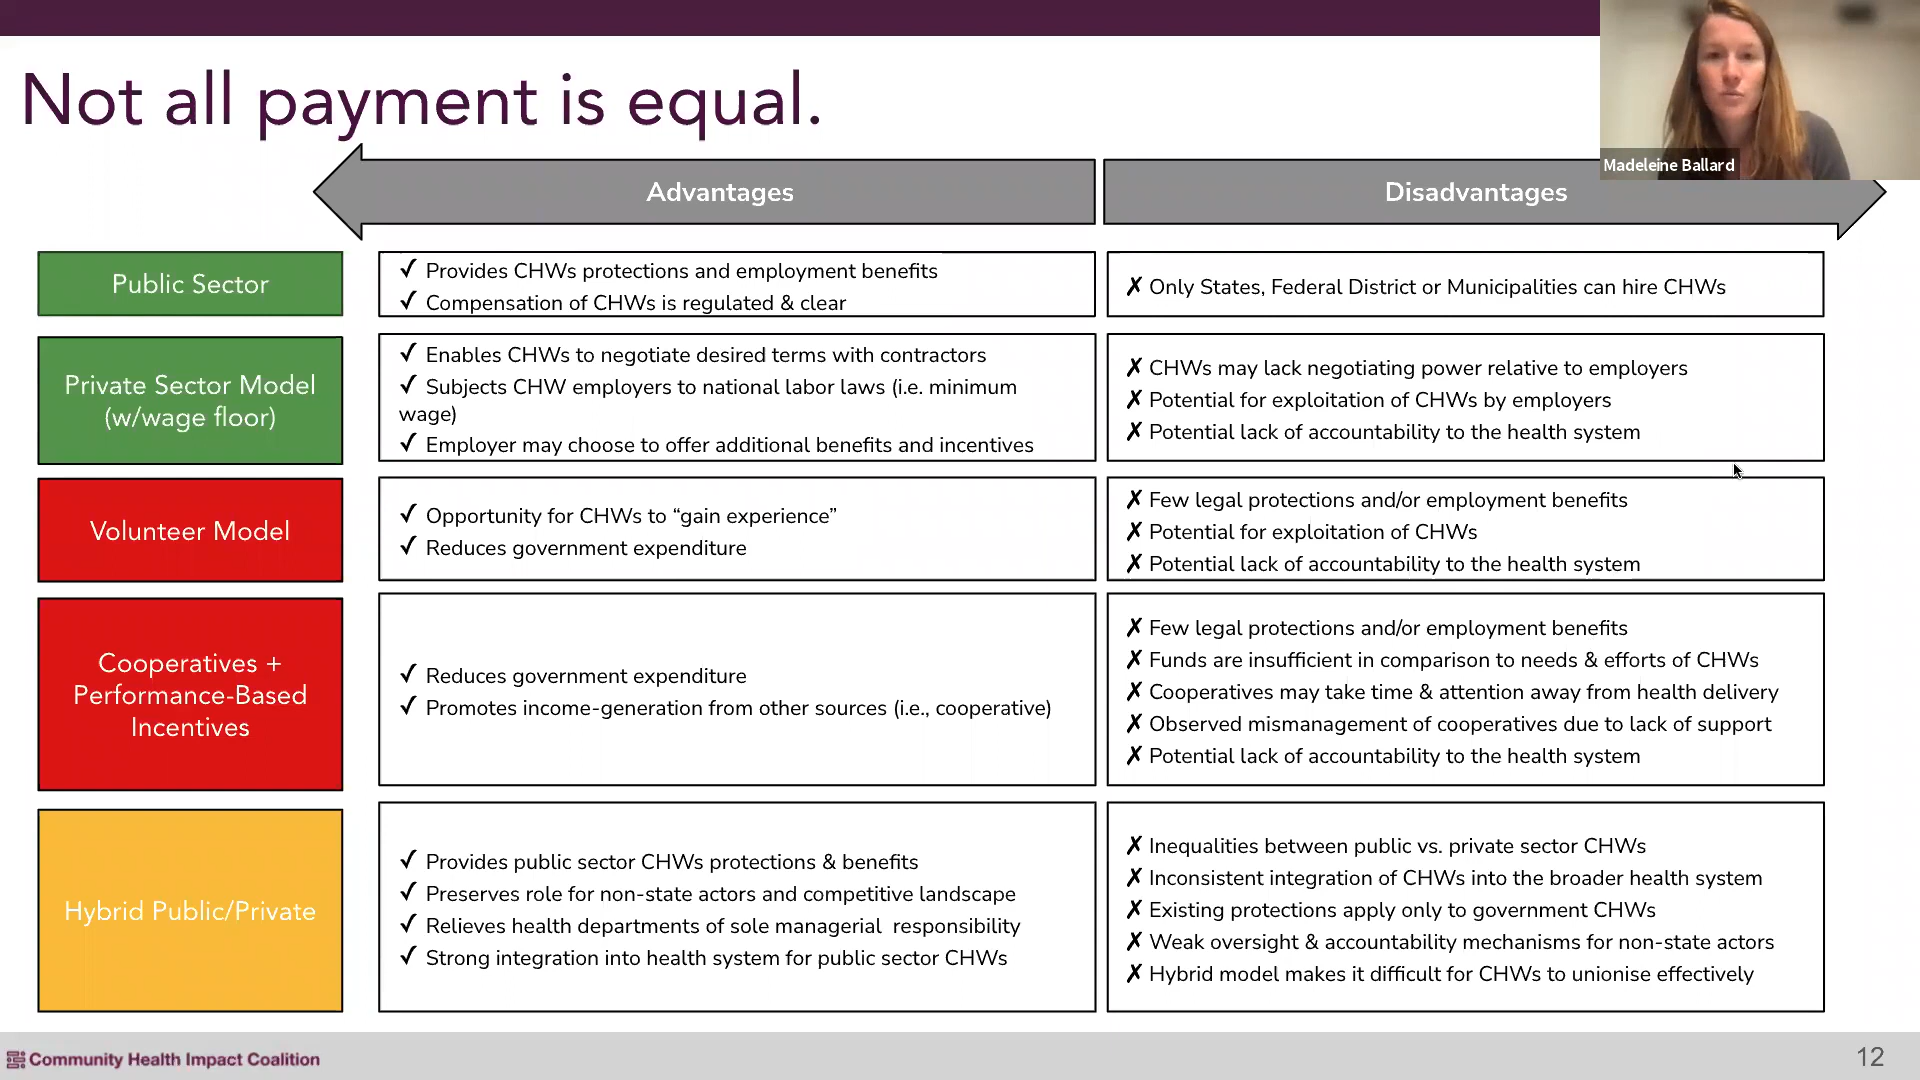 Not all payment is equal.
Madeleine Ballard
Advantages
Disadvantages
Public Sector
✓ Provides CHWs protections and employment benefits
✓ Compensation of CHWs is regulated & clear
✗ Only States, Federal District or Municipalities can hire CHWs
Private Sector Model
(w/wage floor)
✓ Enables CHWs to negotiate desired terms with contractors
✓ Subjects CHW employers to national labor laws (i.e. minimum
wage)
✓ Employer may choose to offer additional benefits and incentives
✗ CHWs may lack negotiating power relative to employers
✗ Potential for exploitation of CHWs by employers
✗ Potential lack of accountability to the health system
Volunteer Model
✓ Opportunity for CHWs to “gain experience”
✓ Reduces government expenditure
✗ Few legal protections and/or employment benefits
✗ Potential for exploitation of CHWs
✗ Potential lack of accountability to the health system
Cooperatives +
Performance-Based
Incentives
✓ Reduces government expenditure
✓ Promotes income-generation from other sources (i.e., cooperative)
✗ Few legal protections and/or employment benefits
✗ Funds are insufficient in comparison to needs & efforts of CHWs
✗ Cooperatives may take time & attention away from health delivery
✗ Observed mismanagement of cooperatives due to lack of support
✗ Potential lack of accountability to the health system
Hybrid Public/Private
✓ Provides public sector CHWs protections & benefits
✓ Preserves role for non-state actors and competitive landscape
✓ Relieves health departments of sole managerial responsibility
✓ Strong integration into health system for public sector CHWs
✗ Inequalities between public vs. private sector CHWs
✗ Inconsistent integration of CHWs into the broader health system
✗ Existing protections apply only to government CHWs
✗ Weak oversight & accountability mechanisms for non-state actors
✗ Hybrid model makes it difficult for CHWs to unionise effectively
Community Health Impact Coalition
12